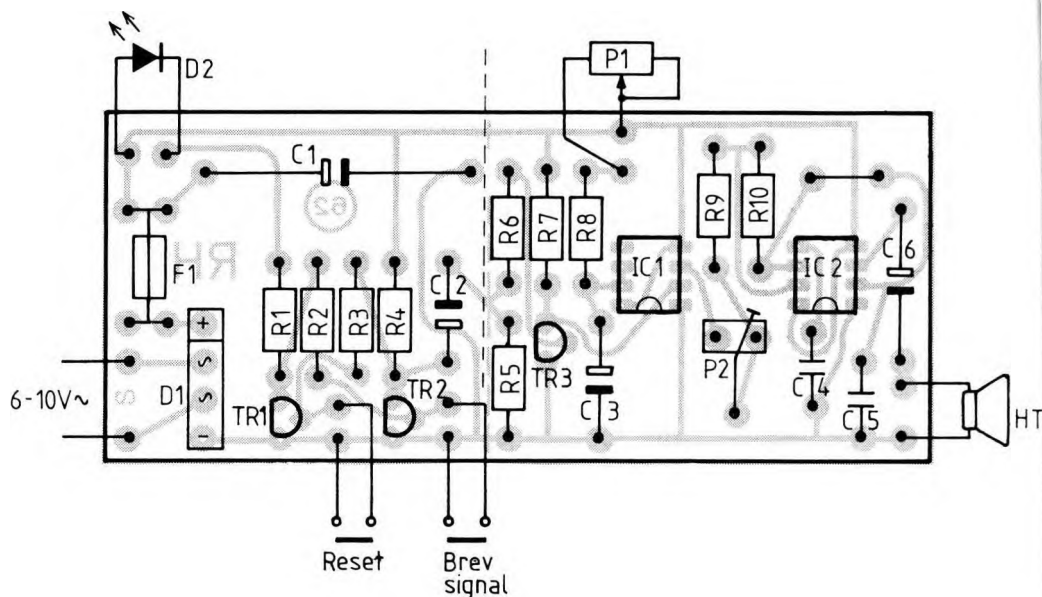 D2
P1
C1
62
RH
R6
R7
R8
R9
R10
IC1
IC2
C6
F1
R1
R2
R3
R4
C2
+
S
S
-
D1
6-10V~
S
TR1
TR2
R5
TR3
C3
P2
C4
C5
HT
Reset
Brev
signal